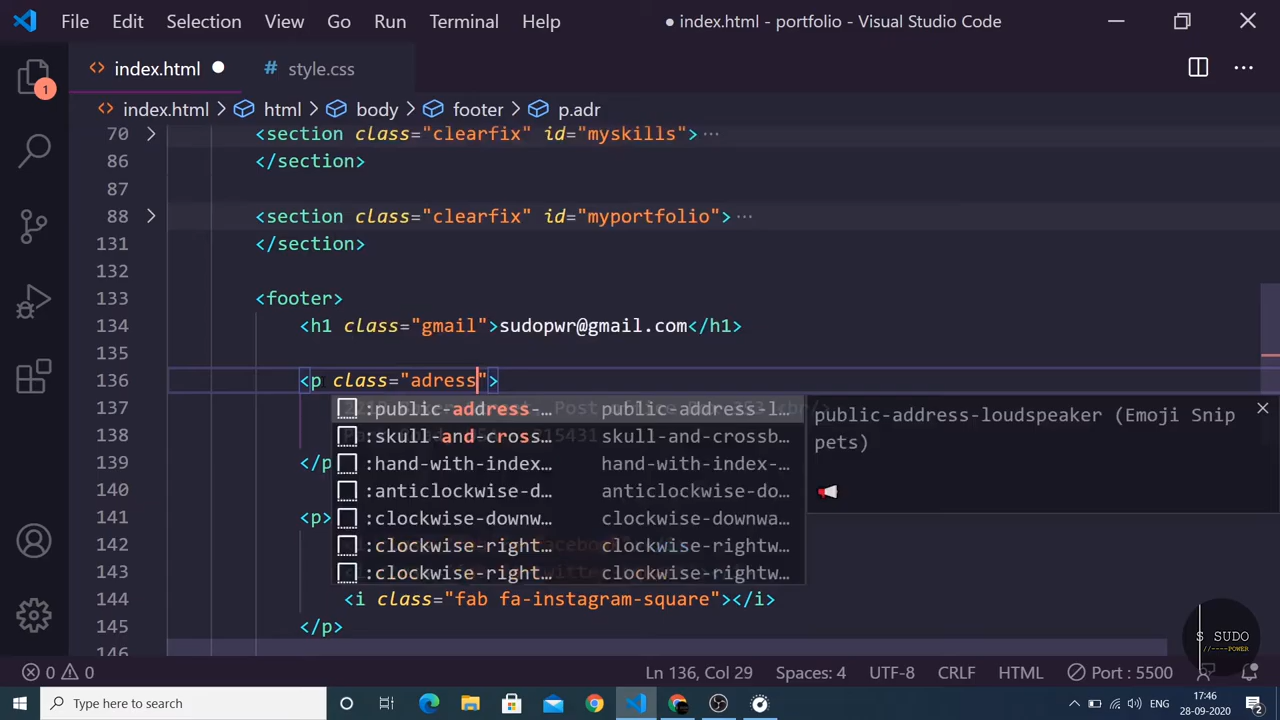 File Edit Selection View Go Run Terminal Help ● index.html - portfolio - Visual Studio Code
<> index.html ● # style.css
<> index.html > html > body > footer > p.adr
70 > <section class="clearfix" id="myskills">···
86 </section>
87
88 > <section class="clearfix" id="myportfolio">···
131 </section>
132
133 <footer>
134 <h1 class="gmail">sudopwr@gmail.com</h1>
135
136 <p class="adress">
137 :public-address-… public-address-l…
138 :skull-and-cross… skull-and-crossb…
139 </p :hand-with-index… hand-with-index-…
140 :anticlockwise-d… anticlockwise-do…
141 <p> :clockwise-downw… clockwise-downwa…
142 :clockwise-right… clockwise-rightw…
143 :clockwise-right… clockwise-rightw…
public-address-loudspeaker (Emoji Snip
pets)
144 <i class="fab fa-instagram-square"></i>
145 </p>
146
1
S SUDO
//----POWER
0 0 Ln 136, Col 29 Spaces: 4 UTF-8 CRLF HTML Port : 5500
Type here to search
ENG
17:46
28-09-2020
2